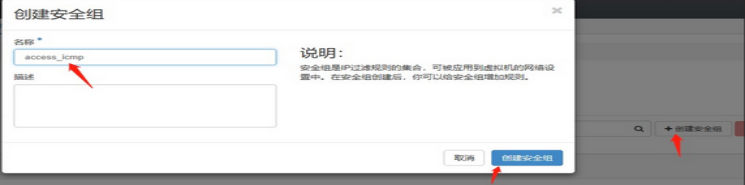 创建安全组
×
名称 *
access_icmp
描述
说明：
安全组是IP过滤规则的集合，可被应用到虚拟机的网络设
置中。在安全组创建后，你可以给安全组增加规则。
+ 创建安全组
取消
创建安全组